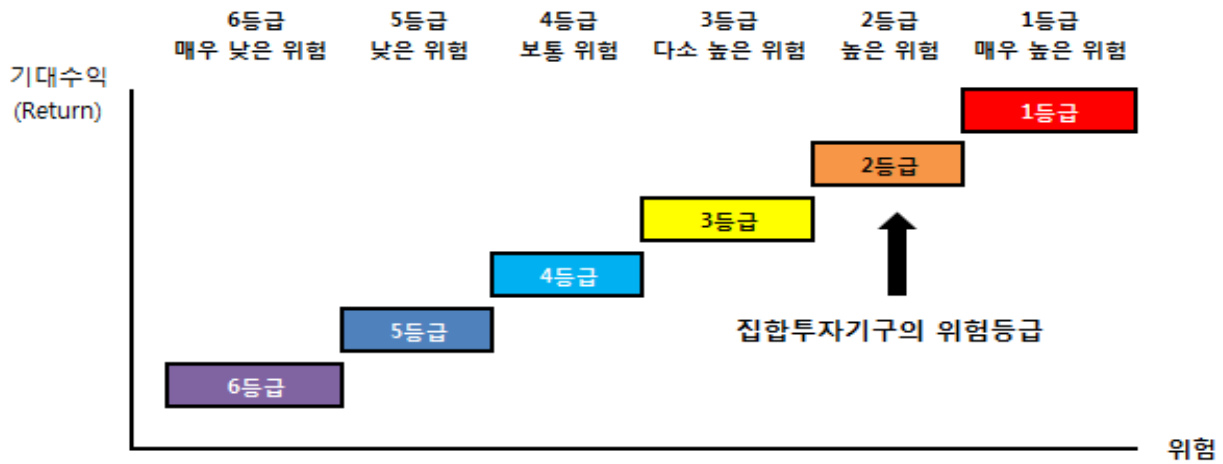 6등급 5등급 4등급 3등급 2등급 1등급
매우 낮은 위험 낮은 위험 보통 위험 다소 높은 위험 높은 위험 매우 높은 위험
기대수익
(Return)
1등급
2등급
3등급
4등급
집합투자기구의 위험등급
5등급
6등급
위험